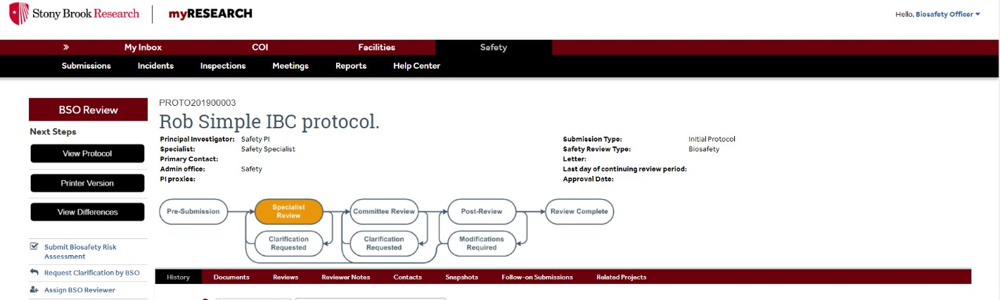 Stony Brook Research
myRESEARCH
Hello, Biosafety Officer
» My Inbox COI Facilities Safety
Submissions Incidents Inspections Meetings Reports Help Center
BSO Review
Next Steps
View Protocol
Printer Version
View Differences
Submit Biosafety Risk
Assessment
Request Clarification by BSO
Assign BSO Reviewer
PROTO201900003
Rob Simple IBC protocol.
Principal Investigator: Safety PI
Specialist: Safety Specialist
Primary Contact:
Admin office: Safety
PI proxies:
Submission Type: Initial Protocol
Safety Review Type: Biosafety
Letter:
Last day of continuing review period:
Approval Date:
Pre-Submission
Specialist
Review
Committee Review
Post-Review
Review Complete
Clarification
Requested
Clarification
Requested
Modifications
Required
History Documents Reviews Reviewer Notes Contacts Snapshots Follow-on Submissions Related Projects